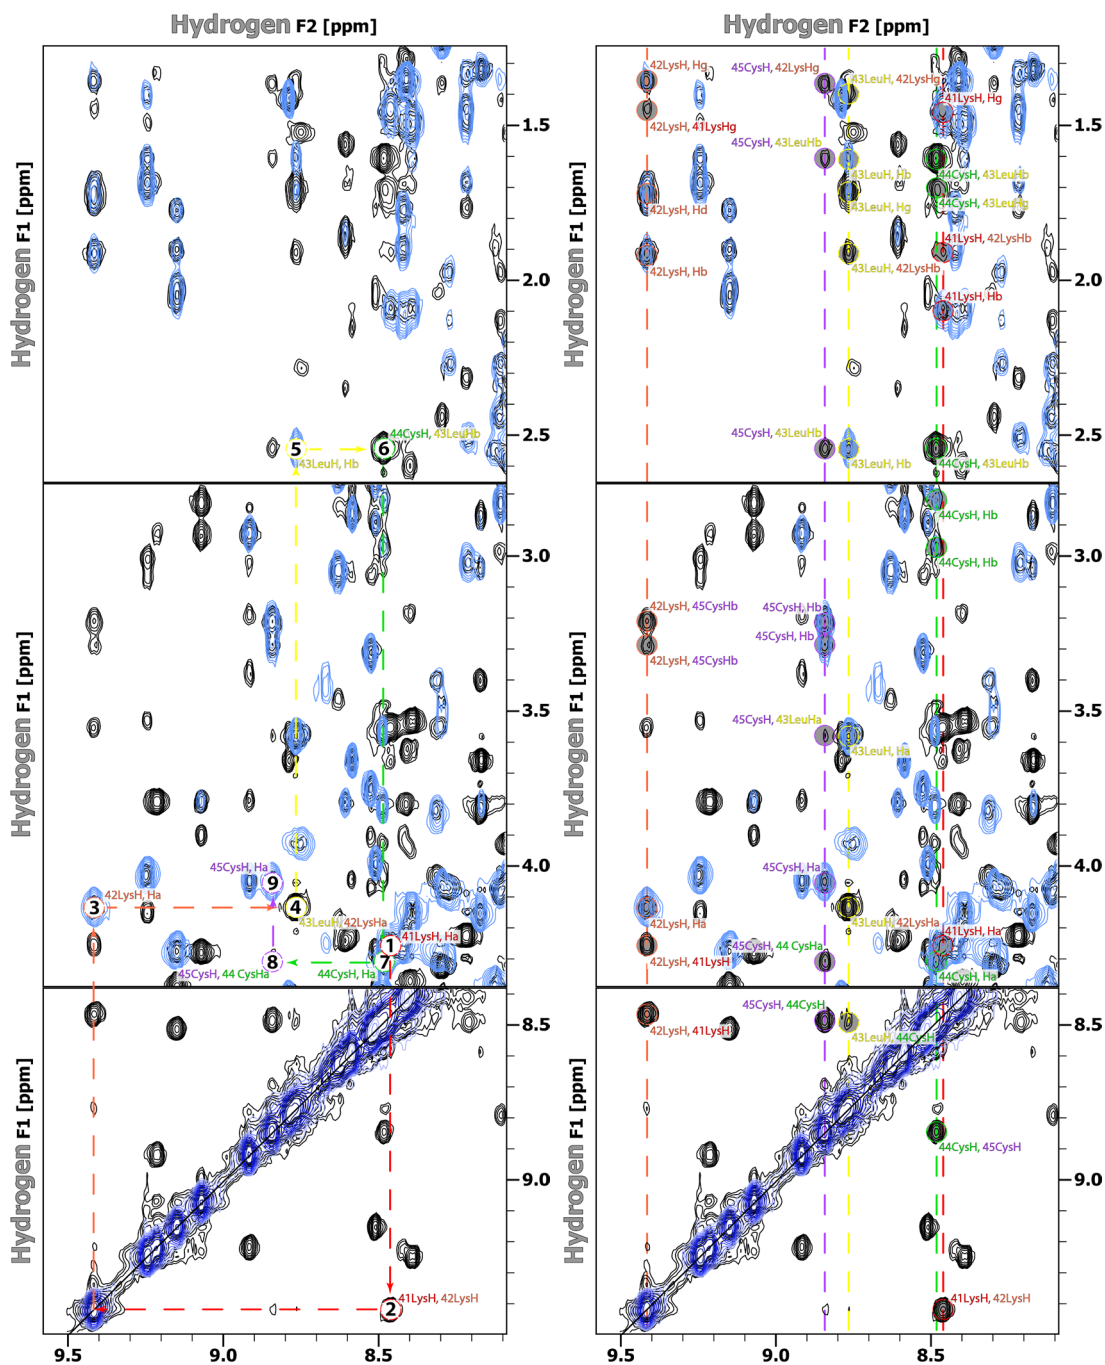 Hydrogen F2 [ppm]
Hydrogen F2 [ppm]
Hydrogen F1 [ppm]
Hydrogen F1 [ppm]
Hydrogen F1 [ppm]
Hydrogen F1 [ppm]
Hydrogen F1 [ppm]
Hydrogen F1 [ppm]
5
6
44CysH, 43LeuHb
43LeuH, Hb
45CysH, Ha
9
42LysH, Ha
3
4
43LeuH, 42LysHa
41LysH, Ha
1
8
7
45CysH, 44 CysHa
44CysH, Ha
41LysH, 42LysH
2
9.5
9.0
8.5
1.5
2.0
2.5
3.0
3.5
4.0
8.5
9.0
42LysH, Hg
45CysH, 42LysHg
43LeuH, 42LysHg
41LysH, Hg
42LysH, 41LysHg
45CysH, 43LeuHb
43LeuH, Hb
44CysH, 43LeuHb
44CysH, 43LeuHg
42LysH, Hd
43LeuH, Hg
41LysH, 42LysHb
42LysH, Hb
43LeuH, 42LysHb
41LysH, Hb
45CysH, 43LeuHb
43LeuH, Hb
44CysH, 43LeuHb
44CysH, Hb
44CysH, Hb
42LysH, 45CysHb
45CysH, Hb
45CysH, Hb
42LysH, 45CysHb
45CysH, 43LeuHa
43LeuH, Ha
45CysH, Ha
42LysH, Ha
43LeuH, 42LysHa
41LysH, Ha
45CysH, 44 CysHa
42LysH, 41LysH
44CysH, Ha
45CysH, 44CysH
42LysH, 41LysH
43LeuH, 44CysH
44CysH, 45CysH
41LysH, 42LysH
9.5
9.0
8.5
1.5
2.0
2.5
3.0
3.5
4.0
8.5
9.0